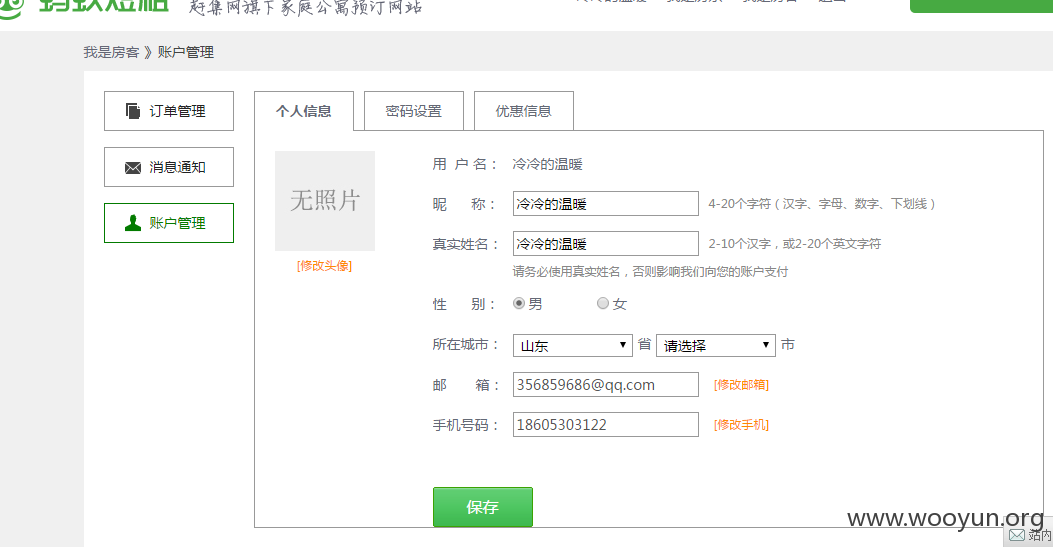 蚂蚁短租 赶集网旗下家庭公寓预订网站
我是房客 》账户管理
订单管理
消息通知
账户管理
个人信息 密码设置 优惠信息
无照片
[修改头像]
用 户 名： 冷冷的温暖
昵 称： 冷冷的温暖 4-20个字符（汉字、字母、数字、下划线）
真实姓名： 冷冷的温暖 2-10个汉字，或2-20个英文字符
请务必使用真实姓名，否则影响我们向您的账户支付
性 别： 男 女
所在城市： 山东 省 请选择 市
邮 箱： 356859686@qq.com [修改邮箱]
手机号码： 18605303122 [修改手机]
保存
www.wooyun.org
站内